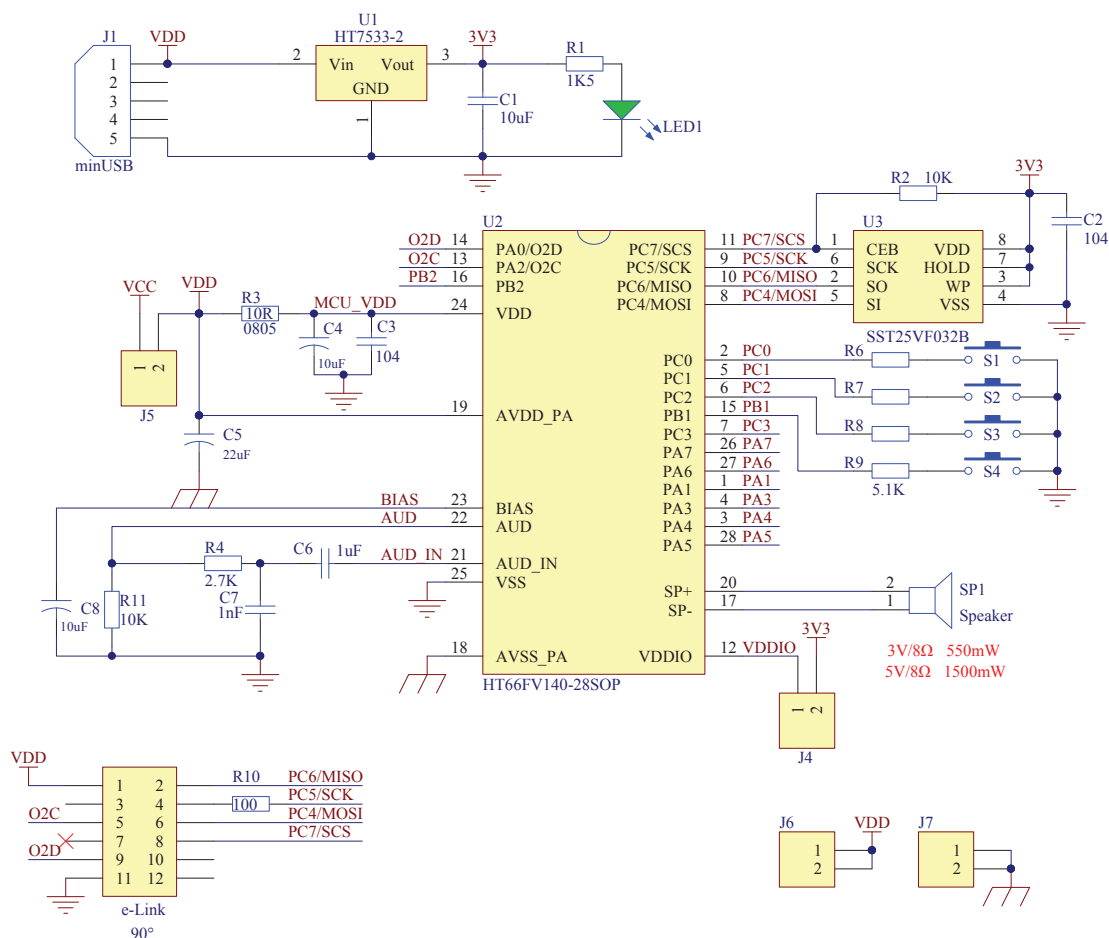 J1
1
2
3
4
5
minUSB
VDD
U1
HT7533-2
2
Vin
Vout
3
GND
1
3V3
C1
10uF
R1
1K5
LED1
U2
O2D 14 PA0/O2D
O2C 13 PA2/O2C
PB2 16 PB2
MCU_VDD 24 VDD
19 AVDD_PA
BIAS 23 BIAS
AUD 22 AUD
AUD_IN 21 AUD_IN
25 VSS
18 AVSS_PA
PC7/SCS 11 PC7/SCS
PC5/SCK 9 PC5/SCK
PC6/MISO 10 PC6/MISO
PC4/MOSI 8 PC4/MOSI
PC0 2 PC0
PC1 5 PC1
PC2 6 PC2
PB1 15 PB1
PC3 7 PC3
PA7 26 PA7
PA6 27 PA6
PA1 1 PA1
PA3 4 PA3
PA4 3 PA4
PA5 28 PA5
SP+ 20
SP- 17
VDDIO 12 VDDIO
HT66FV140-28SOP
R2 10K
3V3
C2
104
U3
1 CEB VDD 8
6 SCK HOLD 7
2 SO WP 3
5 SI VSS 4
SST25VF032B
VCC
VDD
R3
10R
0805
C4
10uF
C3
104
1
2
J5
C5
22uF
R6
S1
R7
S2
R8
S3
R9
5.1K
S4
R4
2.7K
C6
1uF
C7
1nF
C8
10uF
R11
10K
2
1
SP1
Speaker
3V/8Ω 550mW
5V/8Ω 1500mW
3V3
1
2
J4
VDD
1 2
3 4
5 6
7 8
9 10
11 12
O2C
O2D
R10
100
PC6/MISO
PC5/SCK
PC4/MOSI
PC7/SCS
e-Link
90°
J6
1
2
VDD
J7
1
2